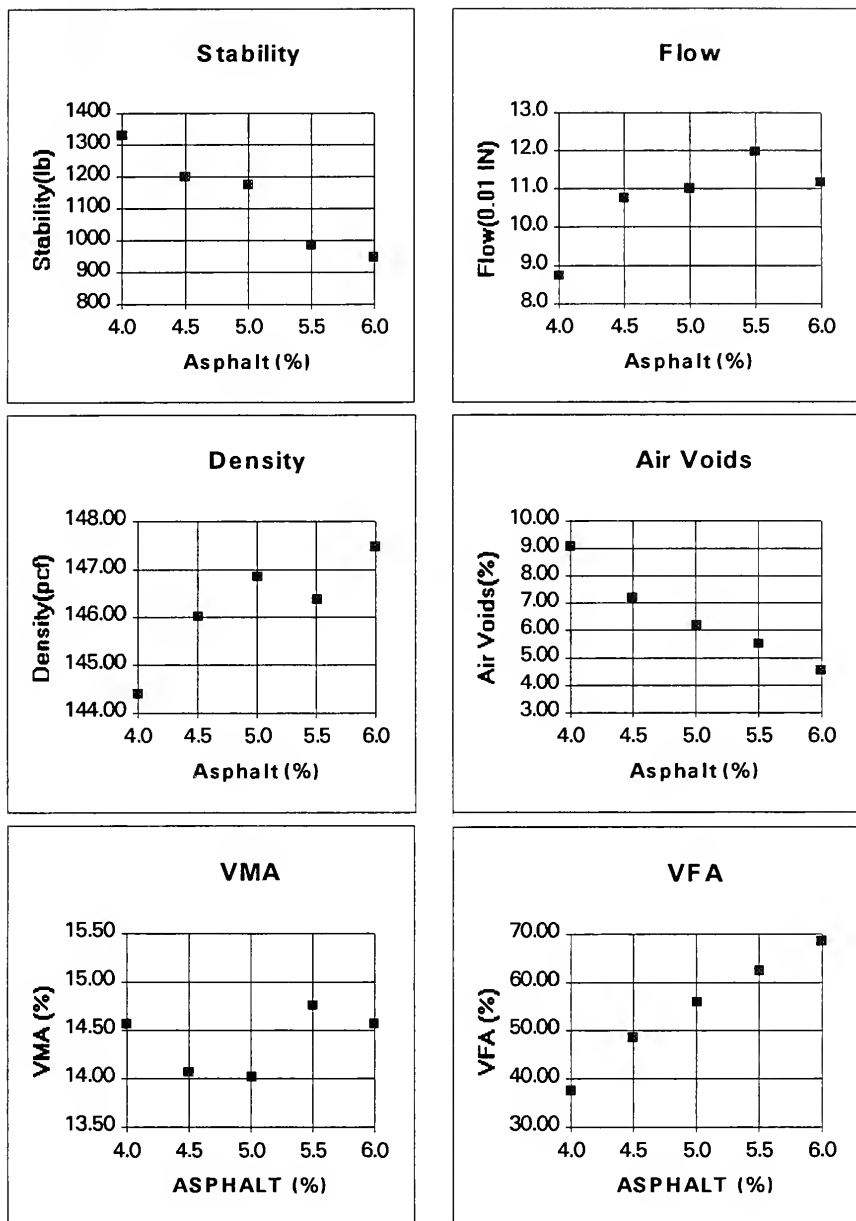 Stability
Stability(lb)
1400
1300
1200
1100
1000
900
800
4.0 4.5 5.0 5.5 6.0
Asphalt (%)
Flow
Flow(0.01 IN)
13.0
12.0
11.0
10.0
9.0
8.0
4.0 4.5 5.0 5.5 6.0
Asphalt (%)
Density
Density(pcf)
148.00
147.00
146.00
145.00
144.00
4.0 4.5 5.0 5.5 6.0
Asphalt (%)
Air Voids
Air Voids(%)
10.00
9.00
8.00
7.00
6.00
5.00
4.00
3.00
4.0 4.5 5.0 5.5 6.0
Asphalt (%)
VMA
VMA (%)
15.50
15.00
14.50
14.00
13.50
4.0 4.5 5.0 5.5 6.0
ASPHALT (%)
VFA
VFA (%)
70.00
60.00
50.00
40.00
30.00
4.0 4.5 5.0 5.5 6.0
ASPHALT (%)